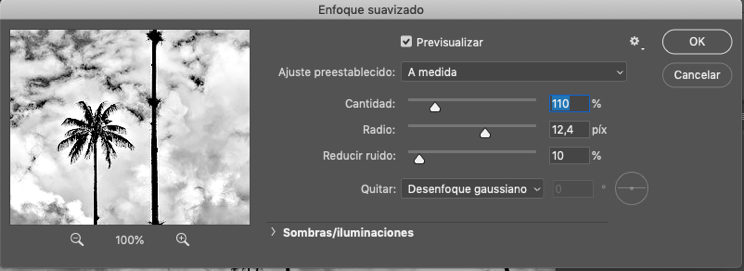 Enfoque suavizado
Previsualizar
OK
Ajuste preestablecido: A medida
Cancelar
Cantidad: 110 %
Radio: 12,4 píx
Reducir ruido: 10 %
Quitar: Desenfoque gaussiano 0 °
Sombras/iluminaciones
100%